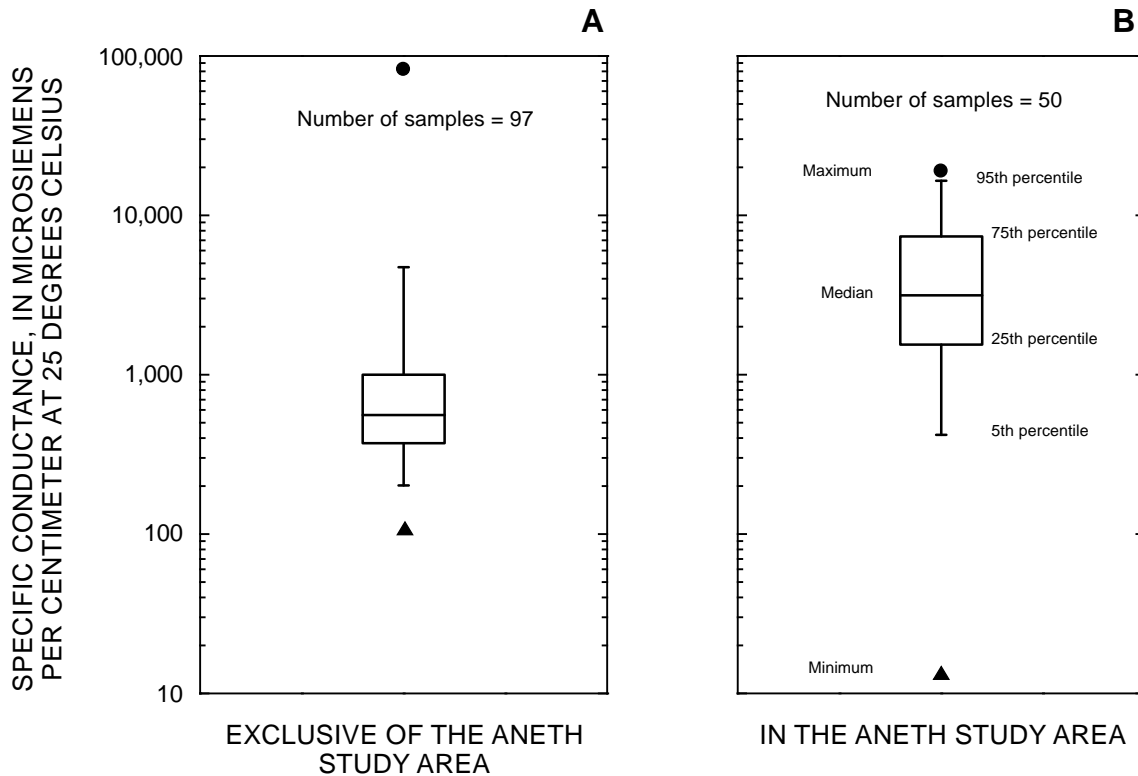 SPECIFIC CONDUCTANCE, IN MICROSIEMENS
PER CENTIMETER AT 25 DEGREES CELSIUS
A
100,000
10,000
1,000
100
10
Number of samples = 97
EXCLUSIVE OF THE ANETH
STUDY AREA
B
Number of samples = 50
Maximum
95th percentile
75th percentile
Median
25th percentile
5th percentile
Minimum
IN THE ANETH STUDY AREA